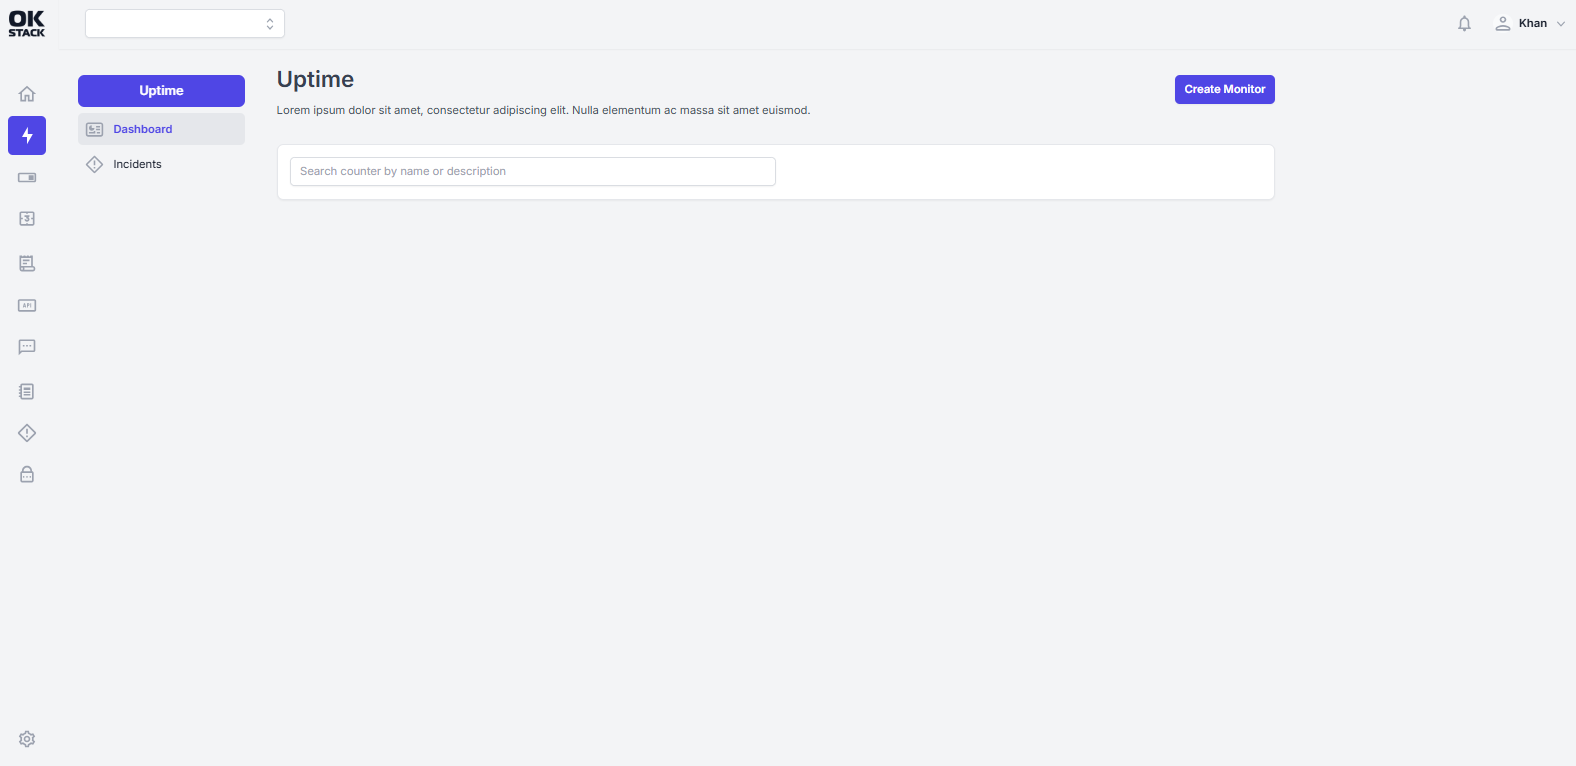 OK
STACK
Khan
Uptime
Dashboard
Incidents
Uptime
Lorem ipsum dolor sit amet, consectetur adipiscing elit. Nulla elementum ac massa sit amet euismod.
Create Monitor
Search counter by name or description
3
API